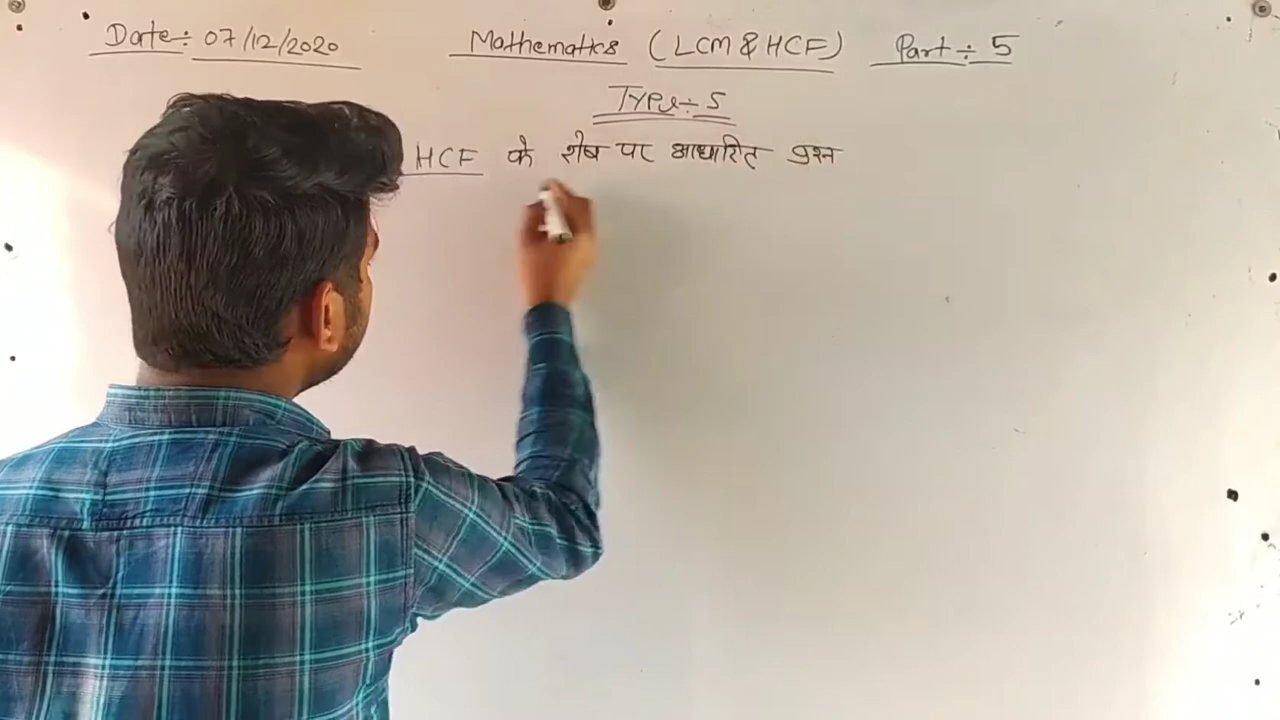 Date:- 07/12/2020 Mathematics (LCM & HCF) Part :- 5
Type:- 5
HCF के शेष पर आधारित प्रश्न